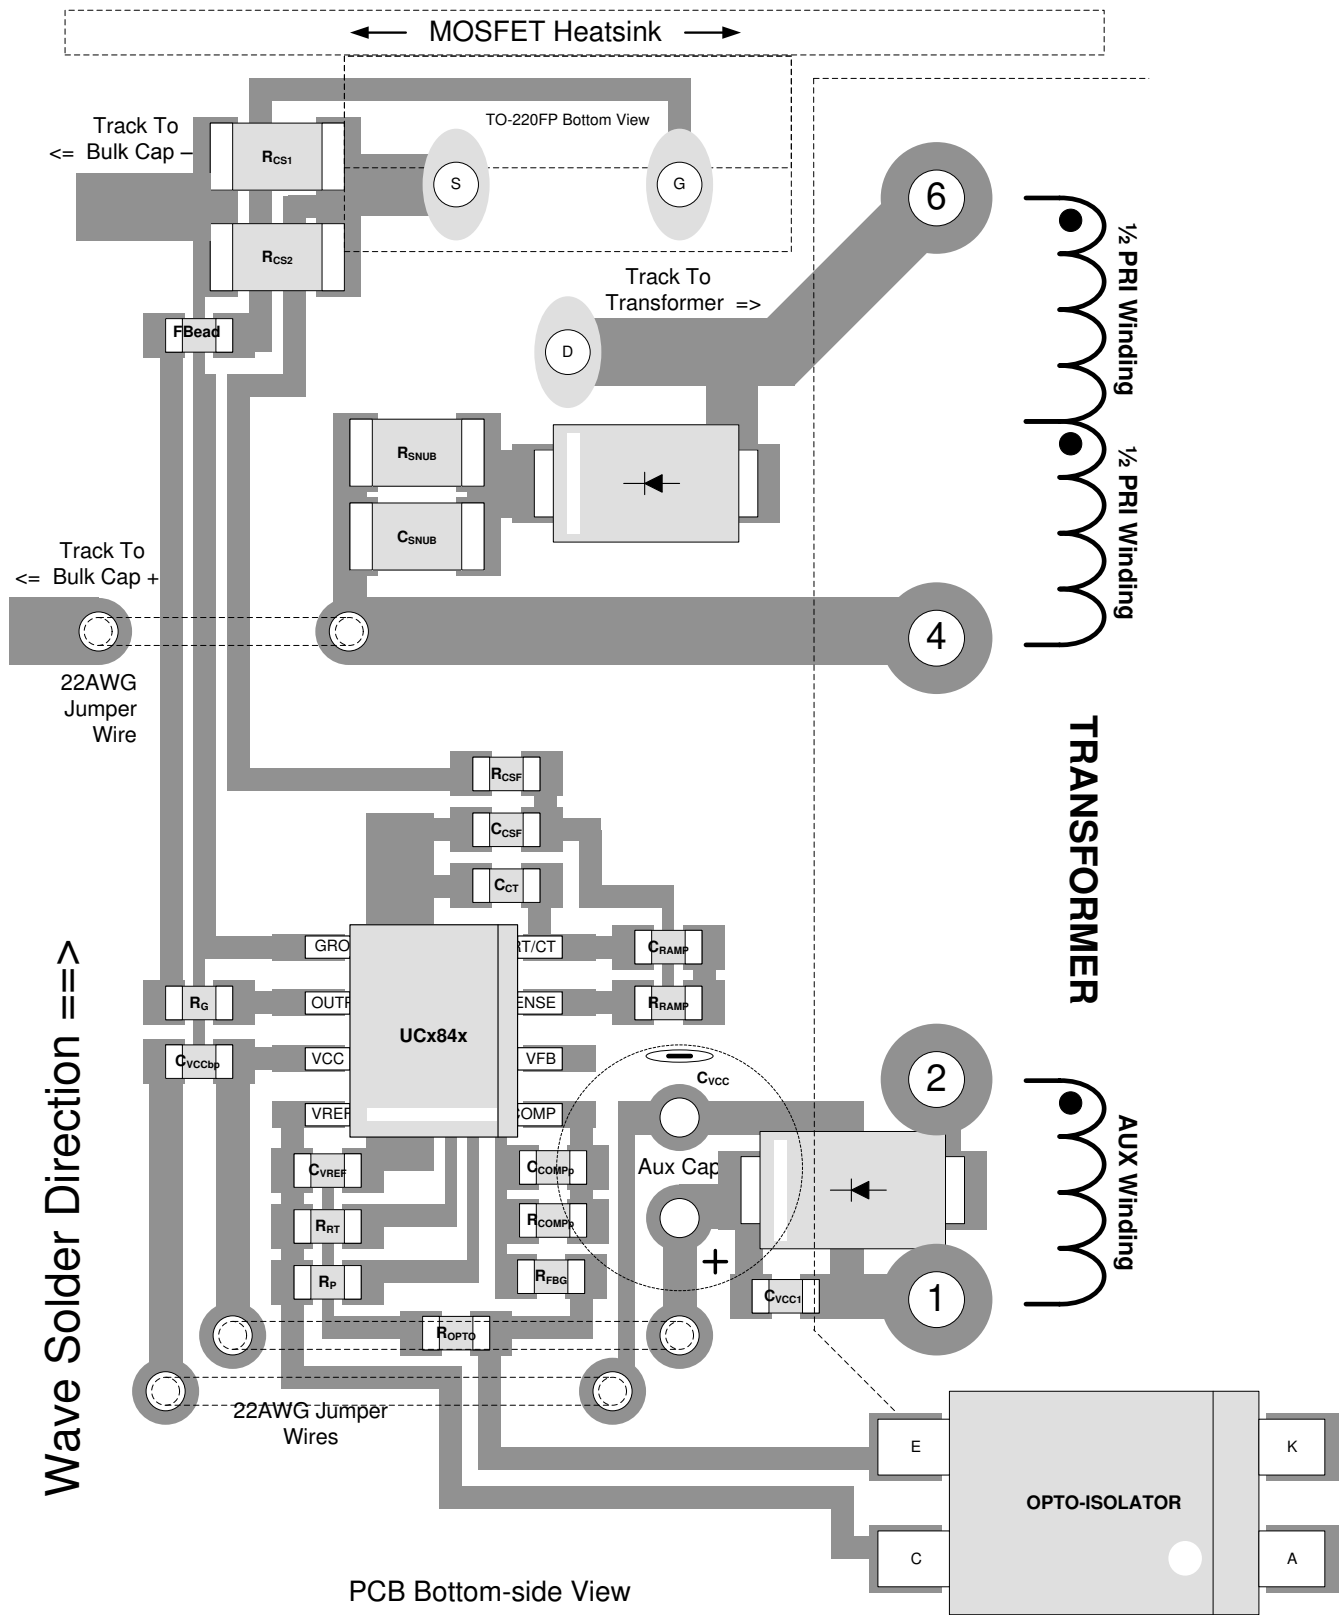 MOSFET Heatsink
TO-220FP Bottom View
Track To
<= Bulk Cap –
RCS1
S
G
6
RCS2
½ PRI Winding
Track To
Transformer =>
FBead
D
RSNUB
½ PRI Winding
CSNUB
Track To
<= Bulk Cap +
4
22AWG
Jumper
Wire
TRANSFORMER
RCSF
CCSF
CCT
GRO
RT/CT
CRAMP
RG
OUTP
ENSE
RRAMP
UCx84x
CVCCbp
VCC
VFB
–
CVCC
2
VREF
COMP
AUX Winding
CVREF
CCOMPp
Aux Cap
RRT
RCOMPp
+
RP
RFBG
CVCC1
1
ROPTO
22AWG Jumper
Wires
Wave Solder Direction ==>
E
K
OPTO-ISOLATOR
C
A
PCB Bottom-side View